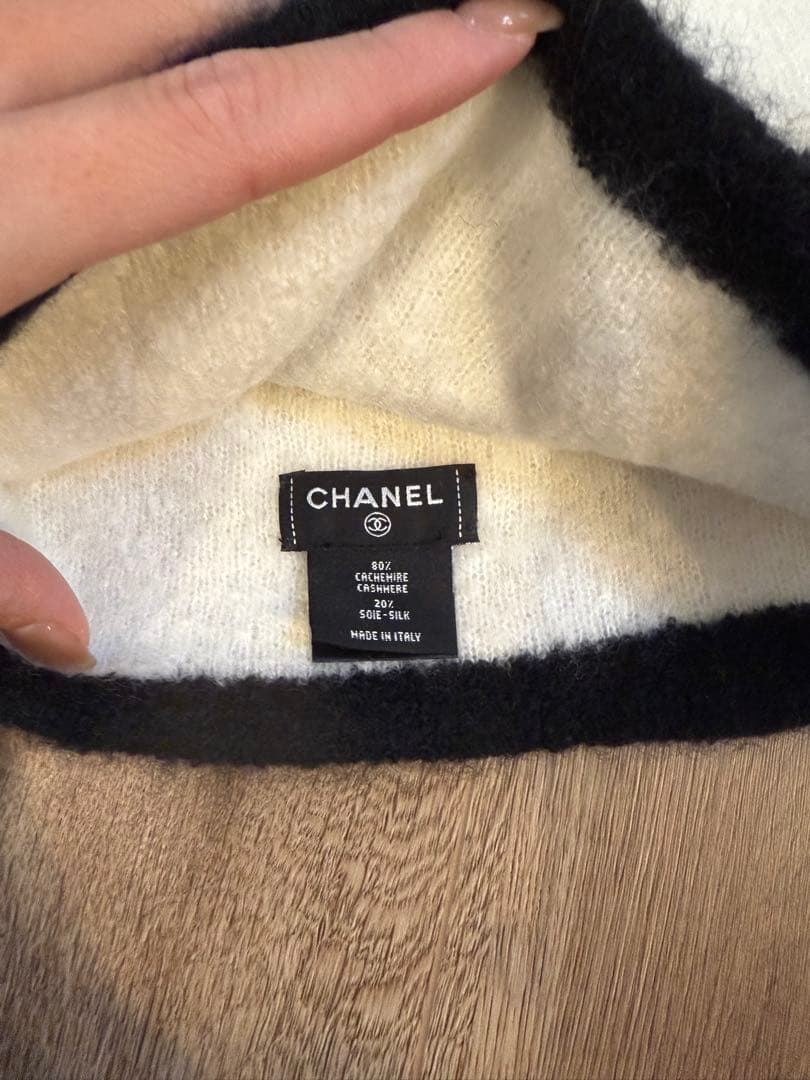 CHANEL
80%
CACHEMIRE
CASHMERE
20%
SOIE-SILK
MADE IN ITALY